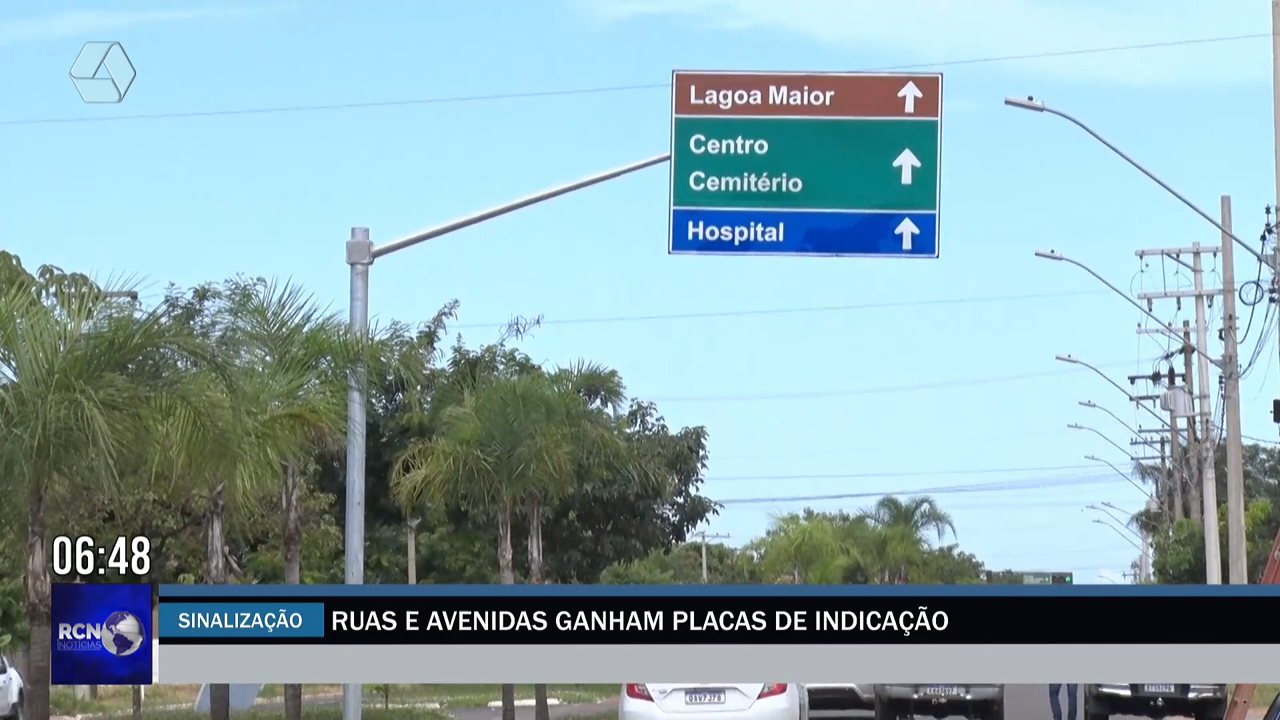 Lagoa Maior
Centro
Cemitério
Hospital
06:48
RCN
NOTÍCIAS
SINALIZAÇÃO
RUAS E AVENIDAS GANHAM PLACAS DE INDICAÇÃO